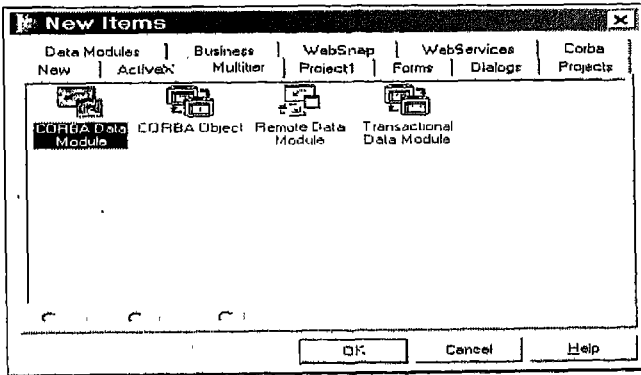 New Items
Data Modules Business WebSnap WebServices Corba
New ActiveX Multitier Project1 Forms Dialogs Projects
CORBA Data Module
CORBA Object
Remote Data Module
Transactional Data Module
OK Cancel Help